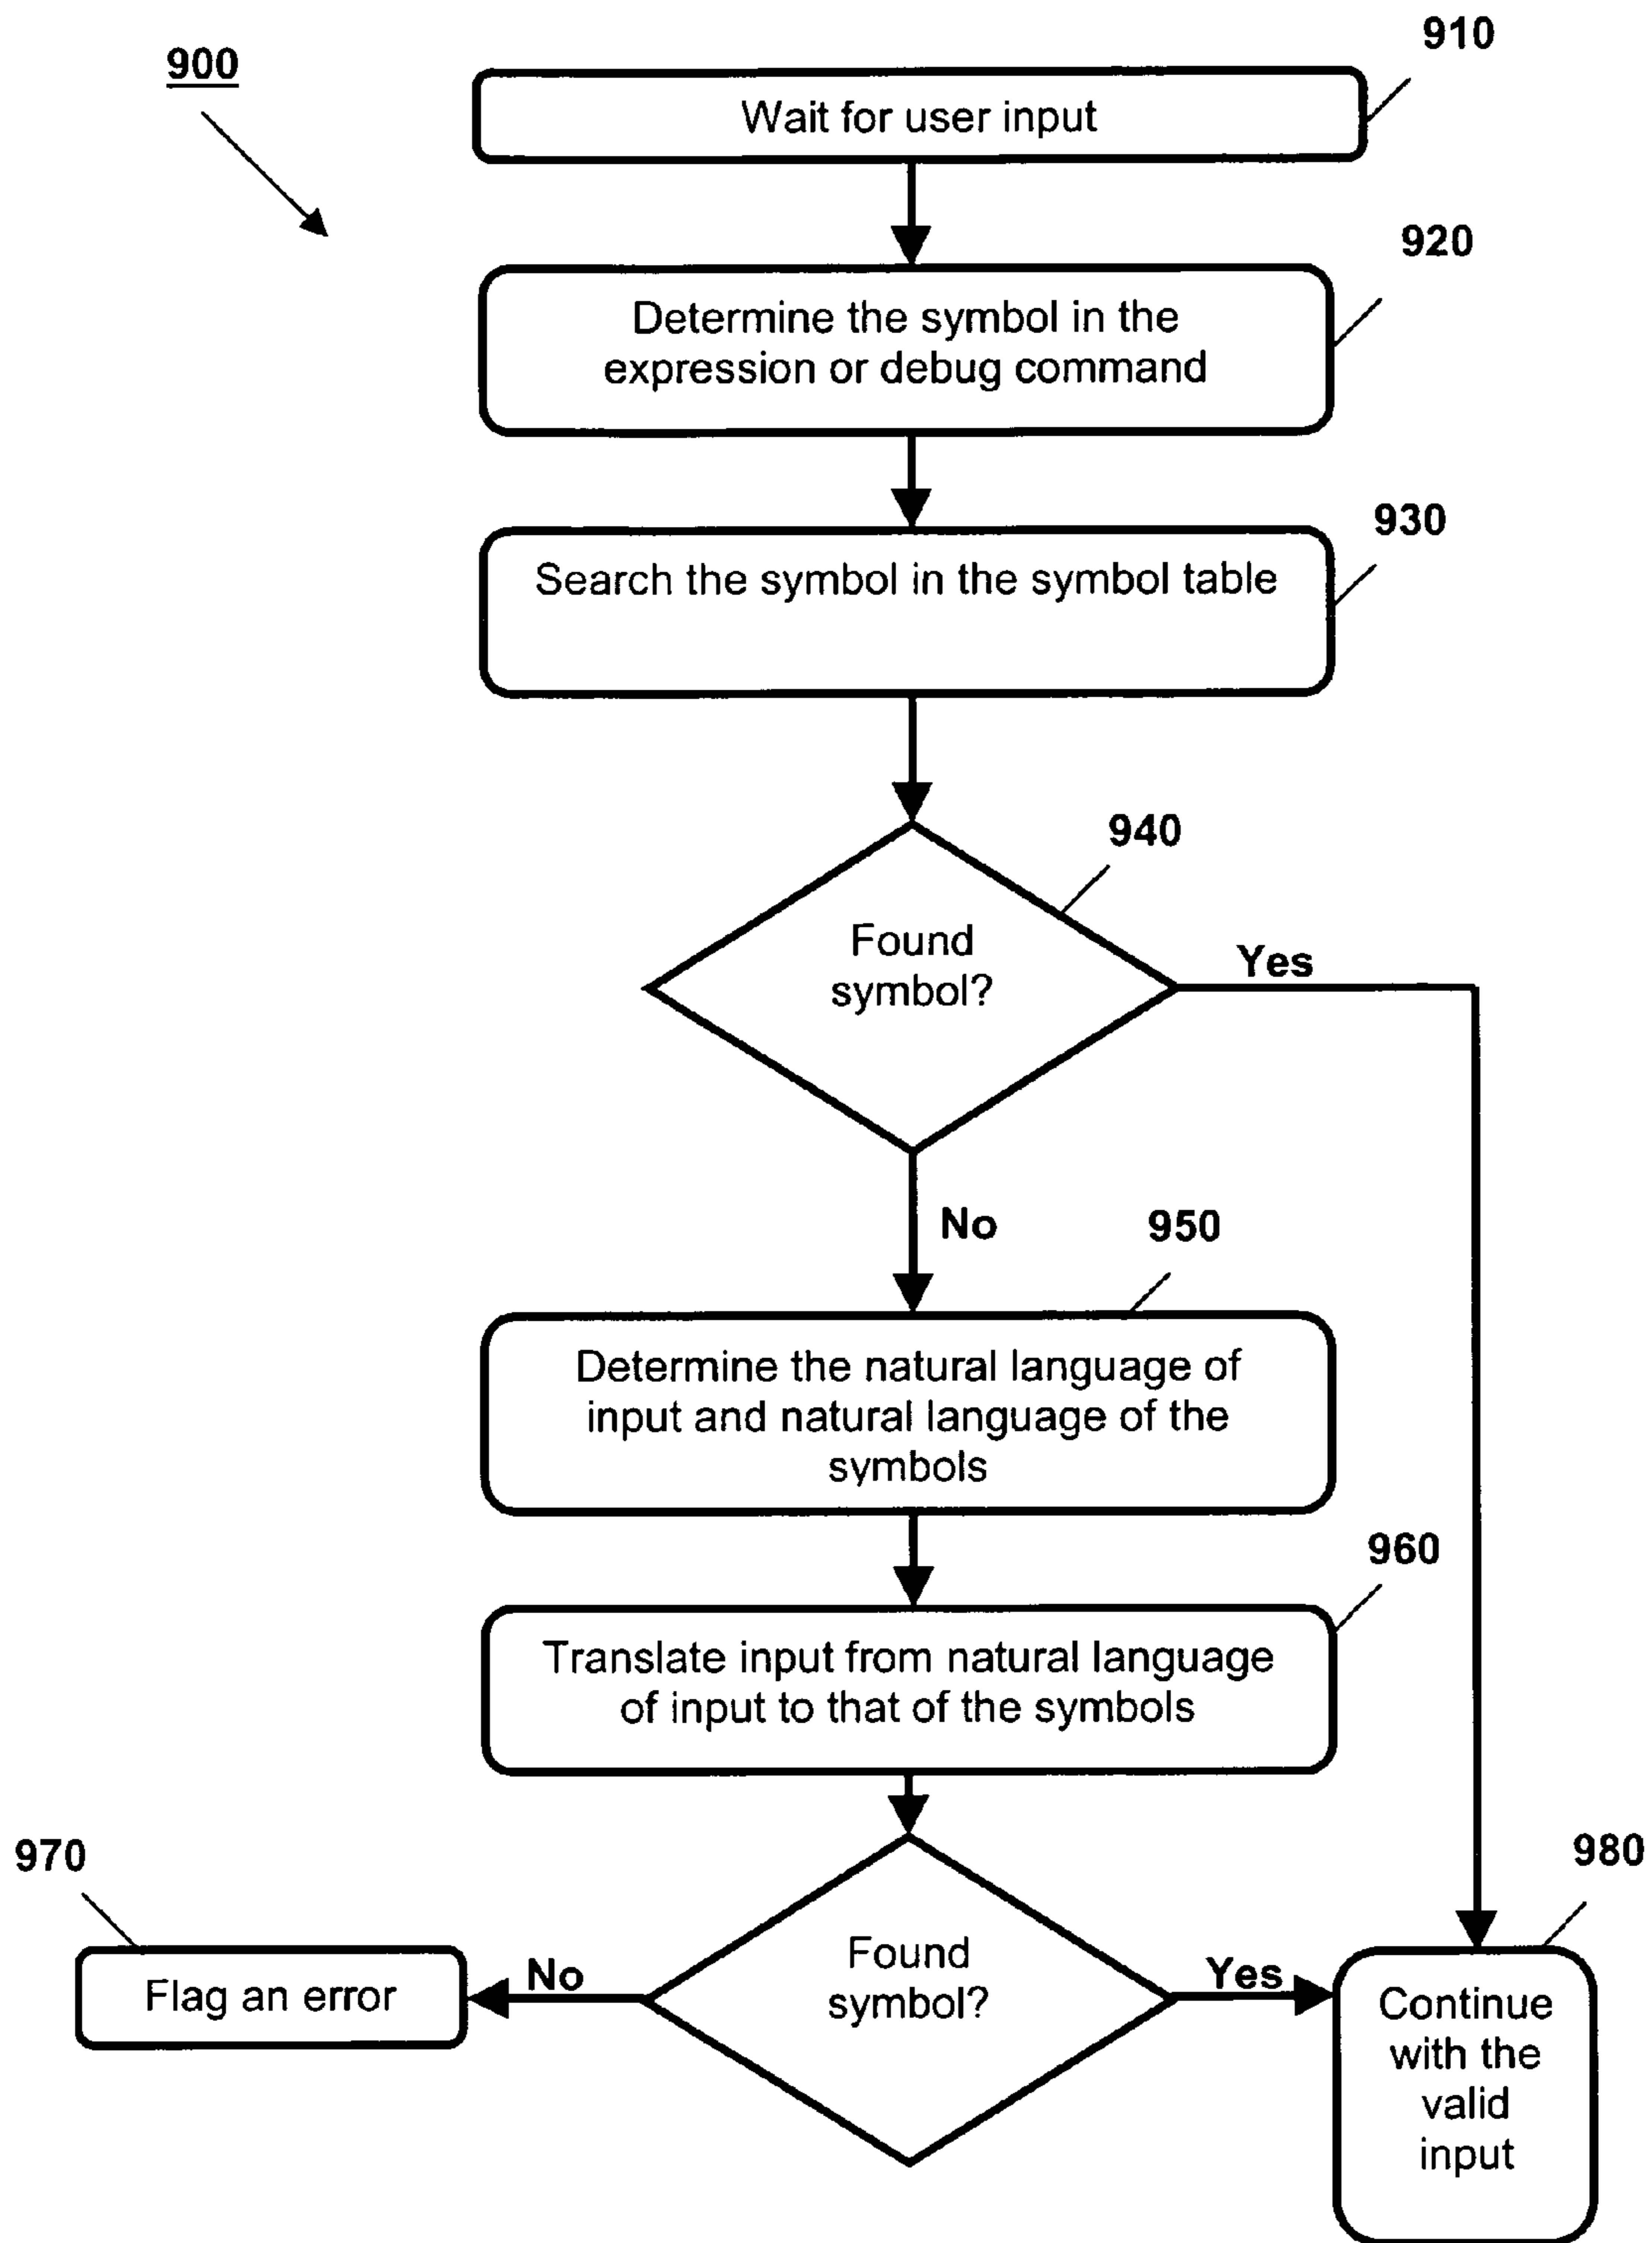 900
910
Wait for user input
920
Determine the symbol in the
expression or debug command
930
Search the symbol in the symbol table
940
Found
symbol?
Yes
No
950
Determine the natural language of
input and natural language of the
symbols
960
Translate input from natural language
of input to that of the symbols
970
Flag an error
No
Found
symbol?
Yes
980
Continue
with the
valid
input